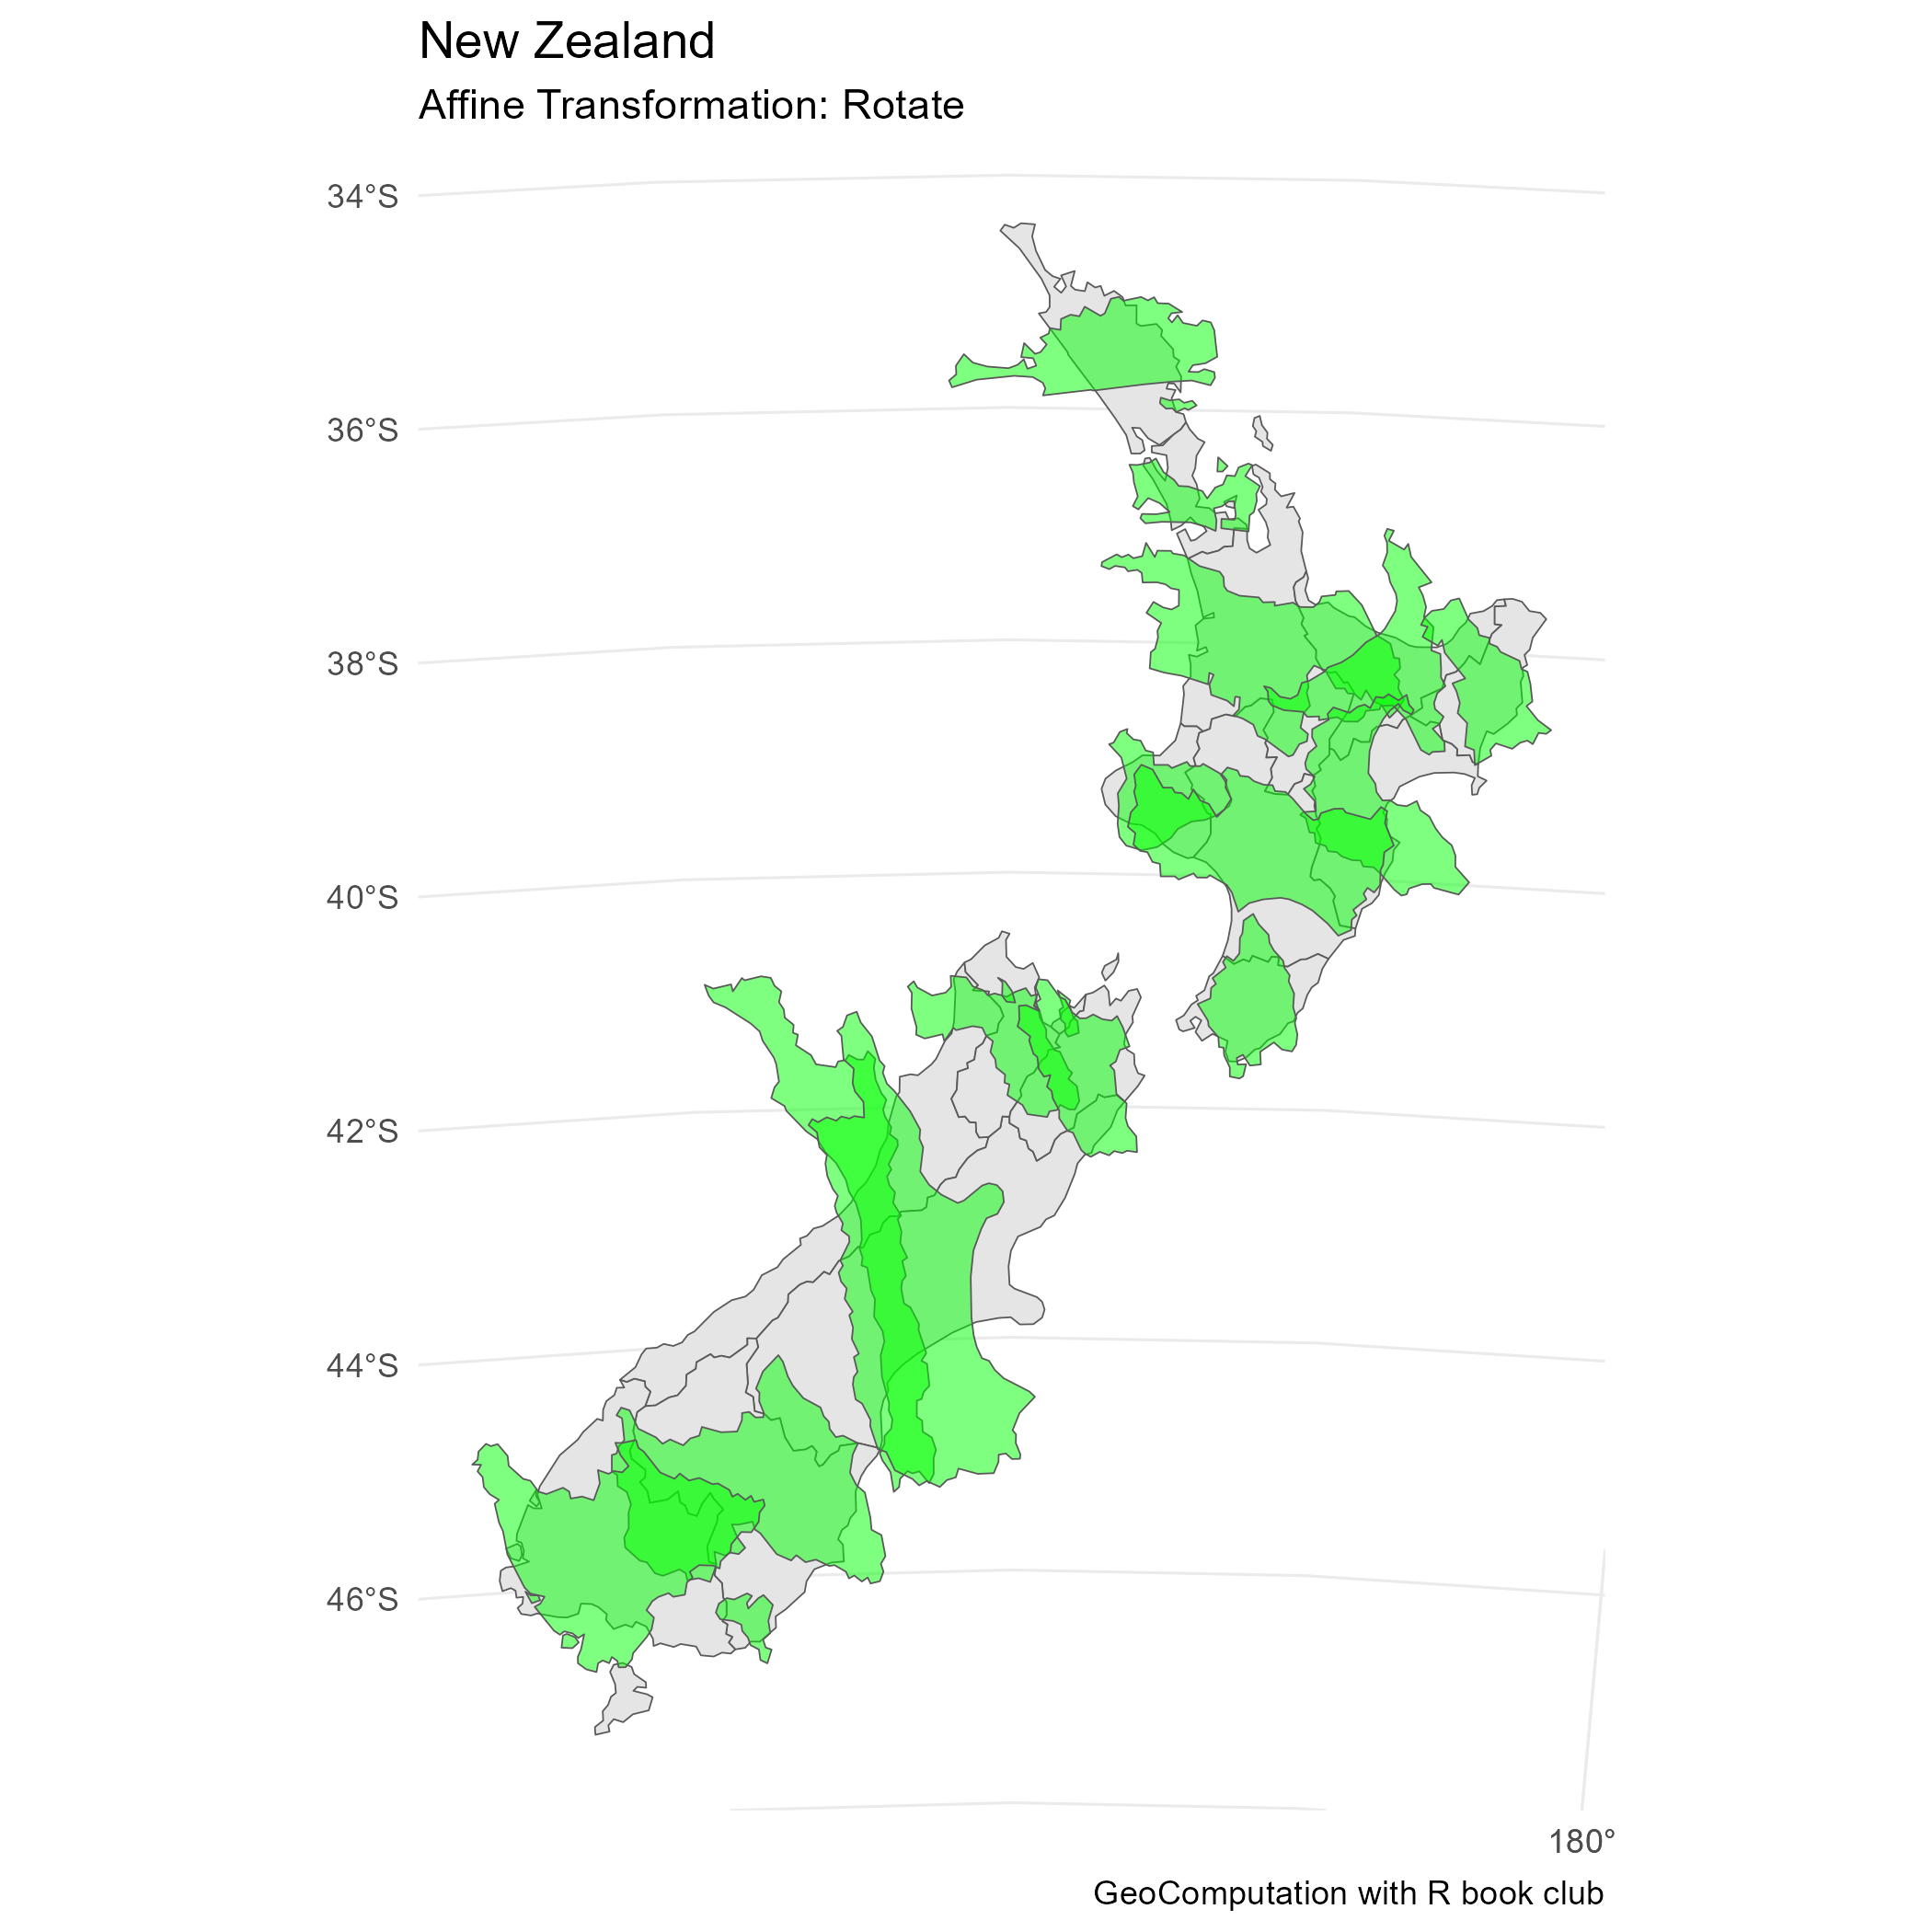 New Zealand
Affine Transformation: Rotate
34°S
36°S
38°S
40°S
42°S
44°S
46°S
180°
GeoComputation with R book club